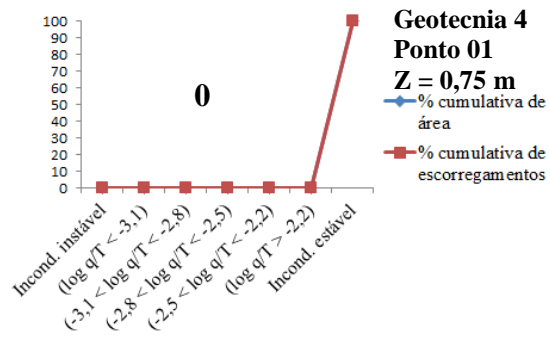 100
90
80
70
60
50
40
30
20
10
0
0
Incond. instável
(log q/T < -3,1)
(-3,1 < log q/T < -2,8)
(-2,8 < log q/T < -2,5)
(-2,5 < log q/T < -2,2)
(log q/T > -2,2)
Incond. estável
Geotecnia 4
Ponto 01
Z = 0,75 m
% cumulativa de
área
% cumulativa de
escorregamentos